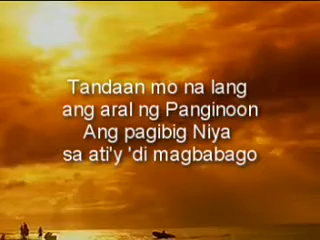 Tandaan mo na lang
ang aral ng Panginoon
Ang pagibig Niya
sa ati'y 'di magbabago